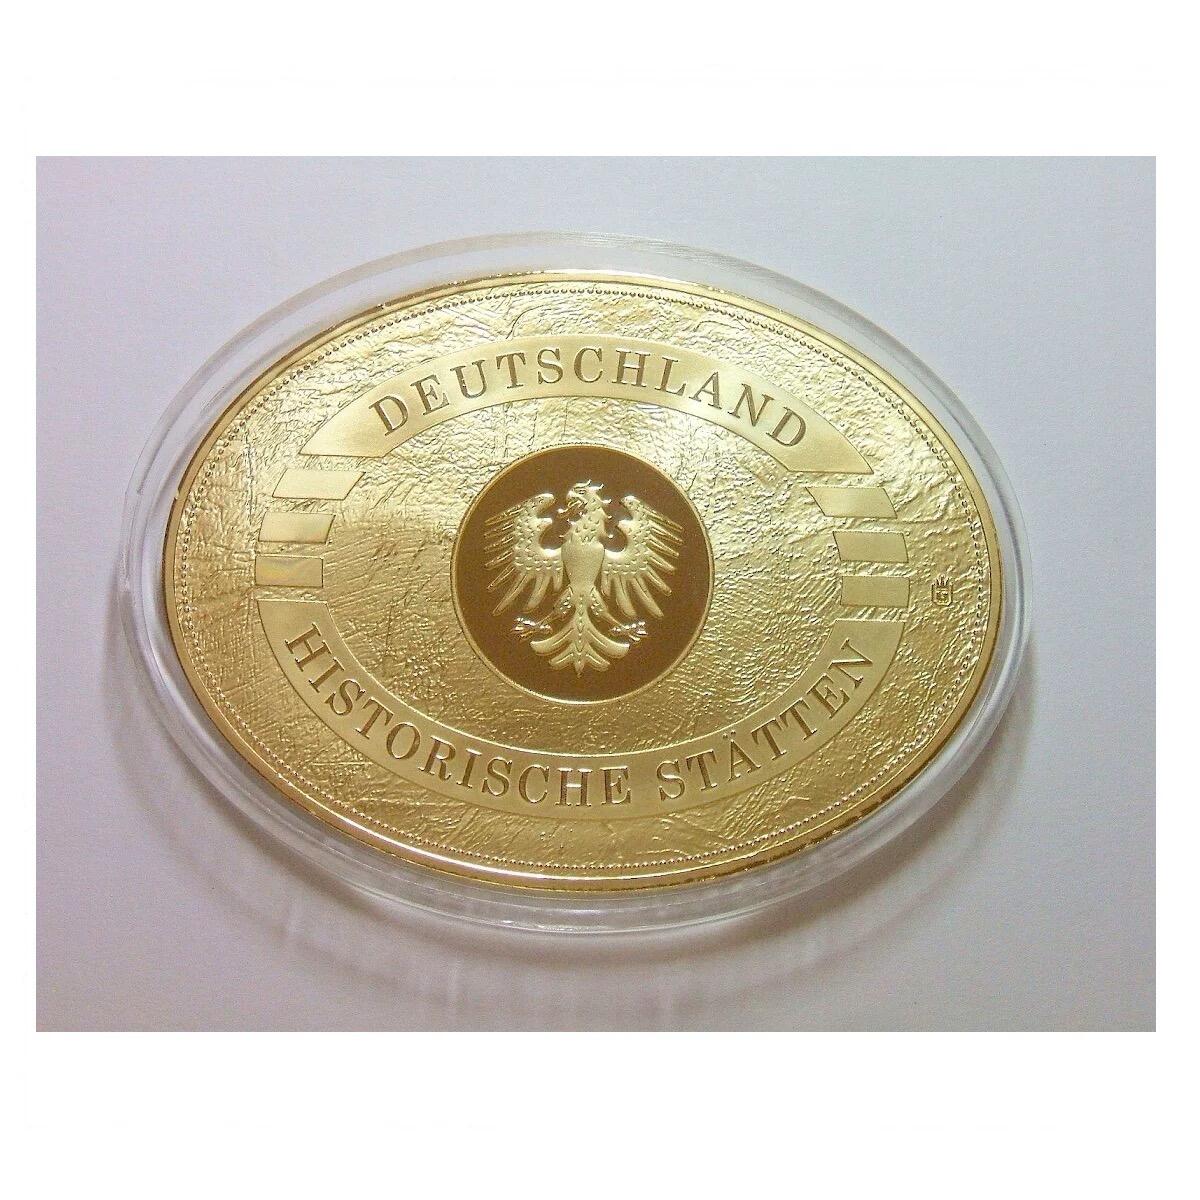 DEUTSCHLAND
HISTORISCHE STÄTTEN